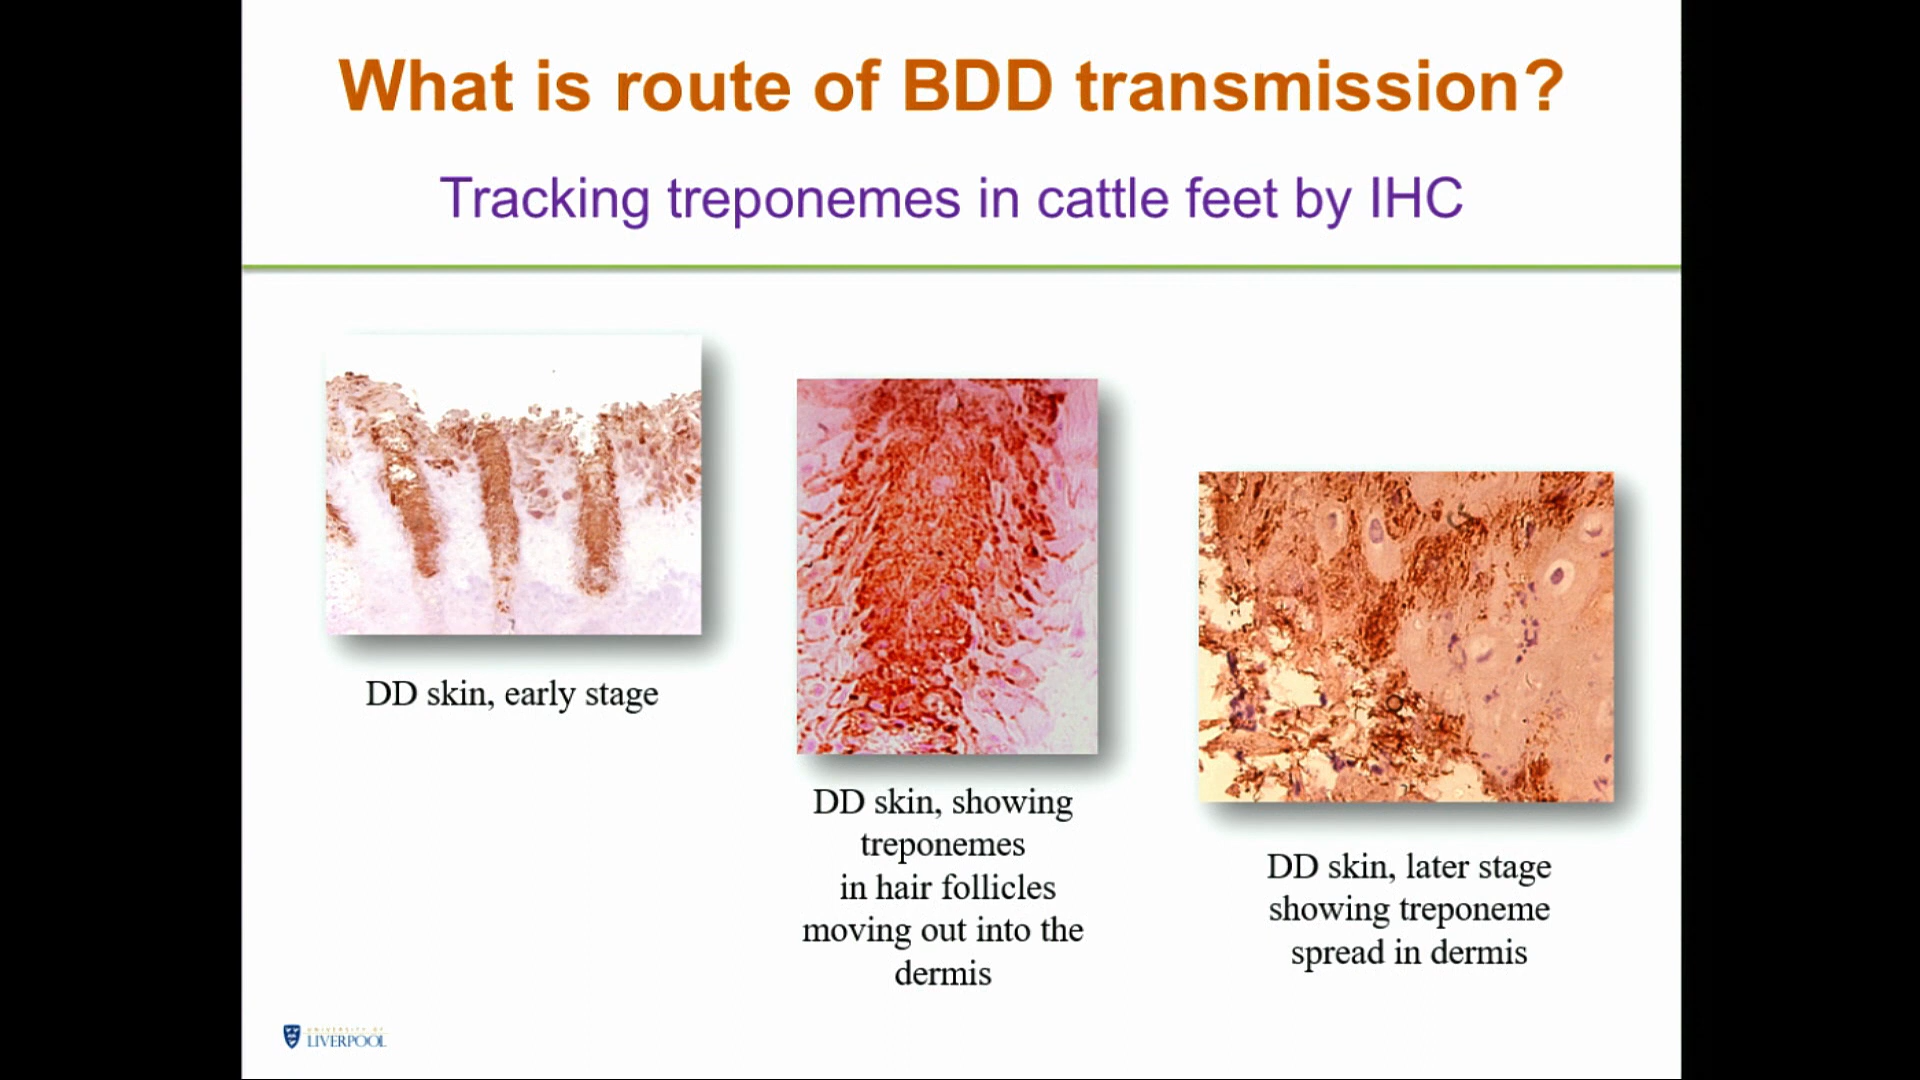 What is route of BDD transmission?
Tracking treponemes in cattle feet by IHC
DD skin, early stage
DD skin, showing
treponemes
in hair follicles
moving out into the
dermis
DD skin, later stage
showing treponeme
spread in dermis
UNIVERSITY OF
LIVERPOOL